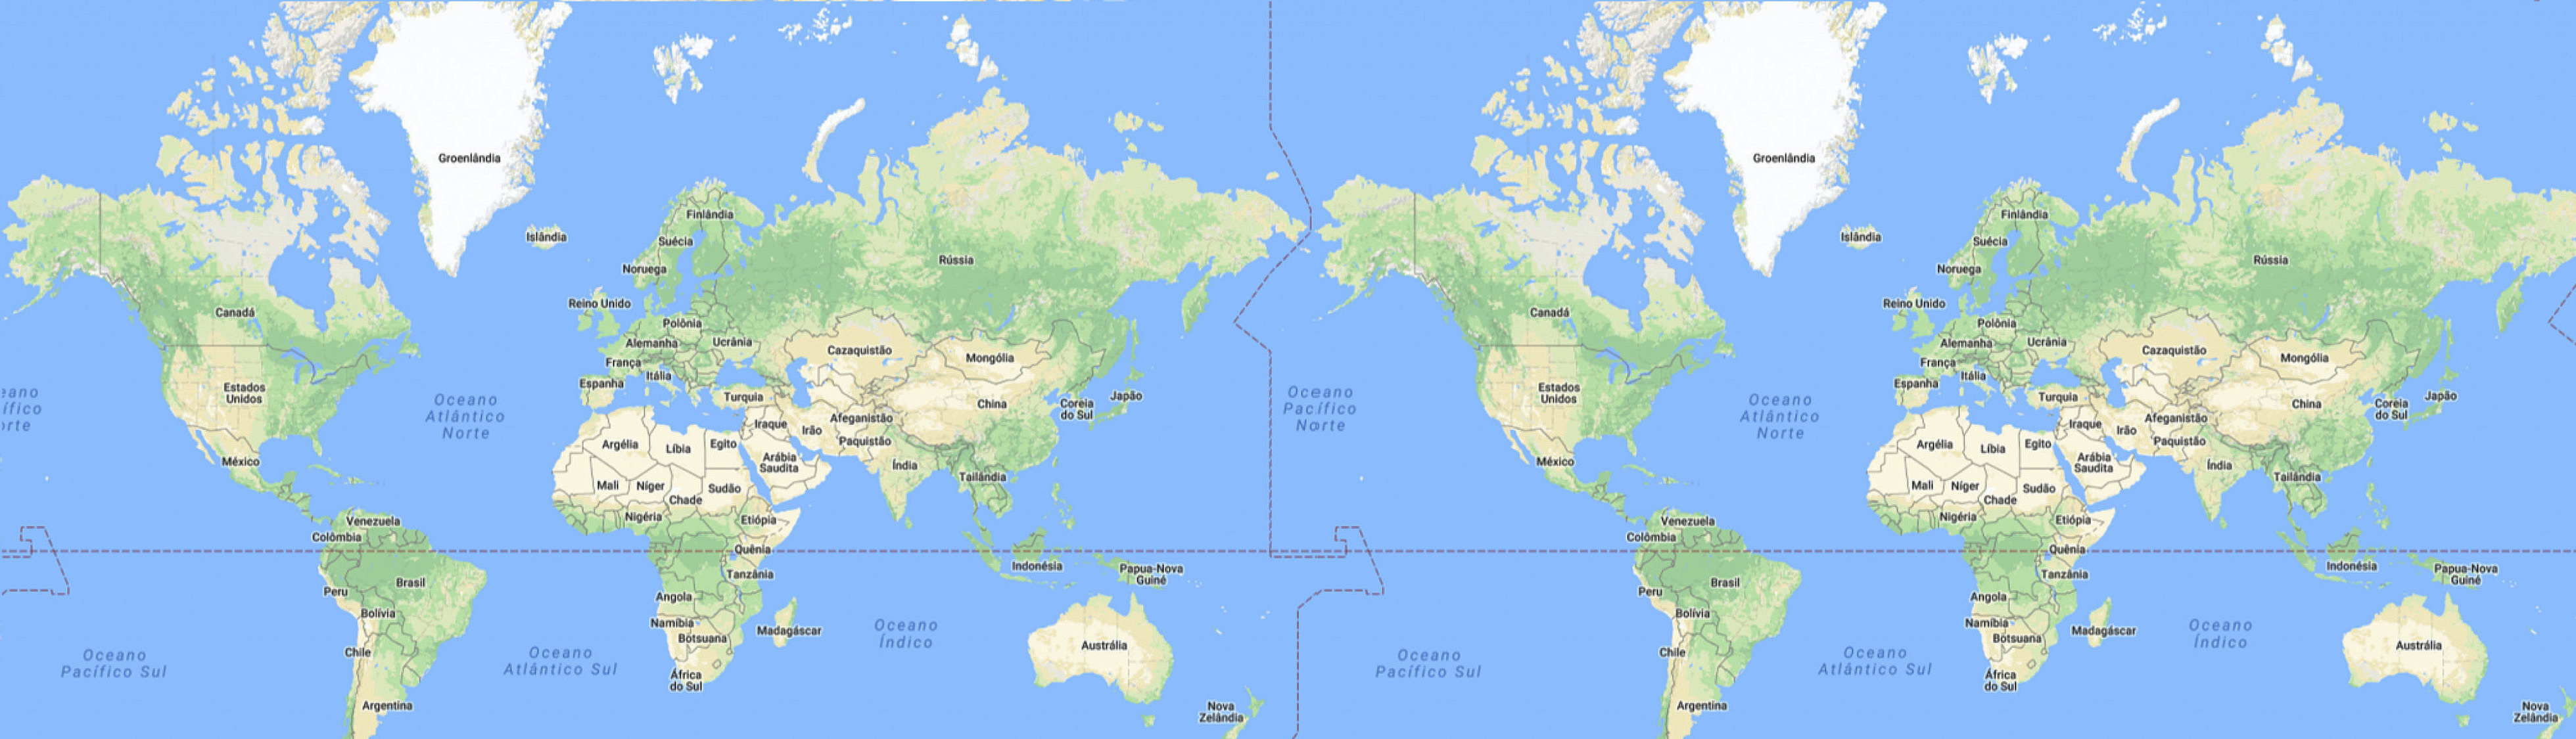 Groenlândia
Groenlândia
Finlândia
Finlândia
Islândia
Suécia
Islândia
Suécia
Rússia
Rússia
Noruega
Noruega
Reino Unido
Reino Unido
Canadá
Canadá
Polônia
Polônia
Alemanha
Ucrânia
Alemanha
Ucrânia
Cazaquistão
Mongólia
Cazaquistão
Mongólia
França
França
Itália
Itália
Espanha
Espanha
Estados
Unidos
Estados
Unidos
eano
ífico
orte
Oceano
Atlântico
Norte
Turquia
China
Coreia
do Sul
Japão
Oceano
Pacífico
Norte
Oceano
Atlântico
Norte
Turquia
China
Coreia
do Sul
Japão
Afeganistão
Afeganistão
Iraque
Irão
Iraque
Irão
Paquistão
Paquistão
Argélia
Líbia
Egito
Argélia
Líbia
Egito
México
Arábia
Saudita
Índia
México
Arábia
Saudita
Índia
Tailândia
Tailândia
Mali
Níger
Sudão
Mali
Níger
Sudão
Chade
Chade
Nigéria
Etiópia
Nigéria
Etiópia
Venezuela
Venezuela
Colômbia
Colômbia
Quênia
Quênia
Indonésia
Indonésia
Papua-Nova
Guiné
Papua-Nova
Guiné
Tanzânia
Tanzânia
Brasil
Brasil
Peru
Peru
Angola
Angola
Bolívia
Bolívia
Namíbia
Namíbia
Madagáscar
Madagáscar
Oceano
Índico
Oceano
Índico
Botsuana
Botsuana
Austrália
Austrália
Chile
Chile
Oceano
Pacífico Sul
Oceano
Atlântico Sul
Oceano
Pacífico Sul
Oceano
Atlântico Sul
África
do Sul
África
do Sul
Argentina
Argentina
Nova
Zelândia
Nova
Zelândia